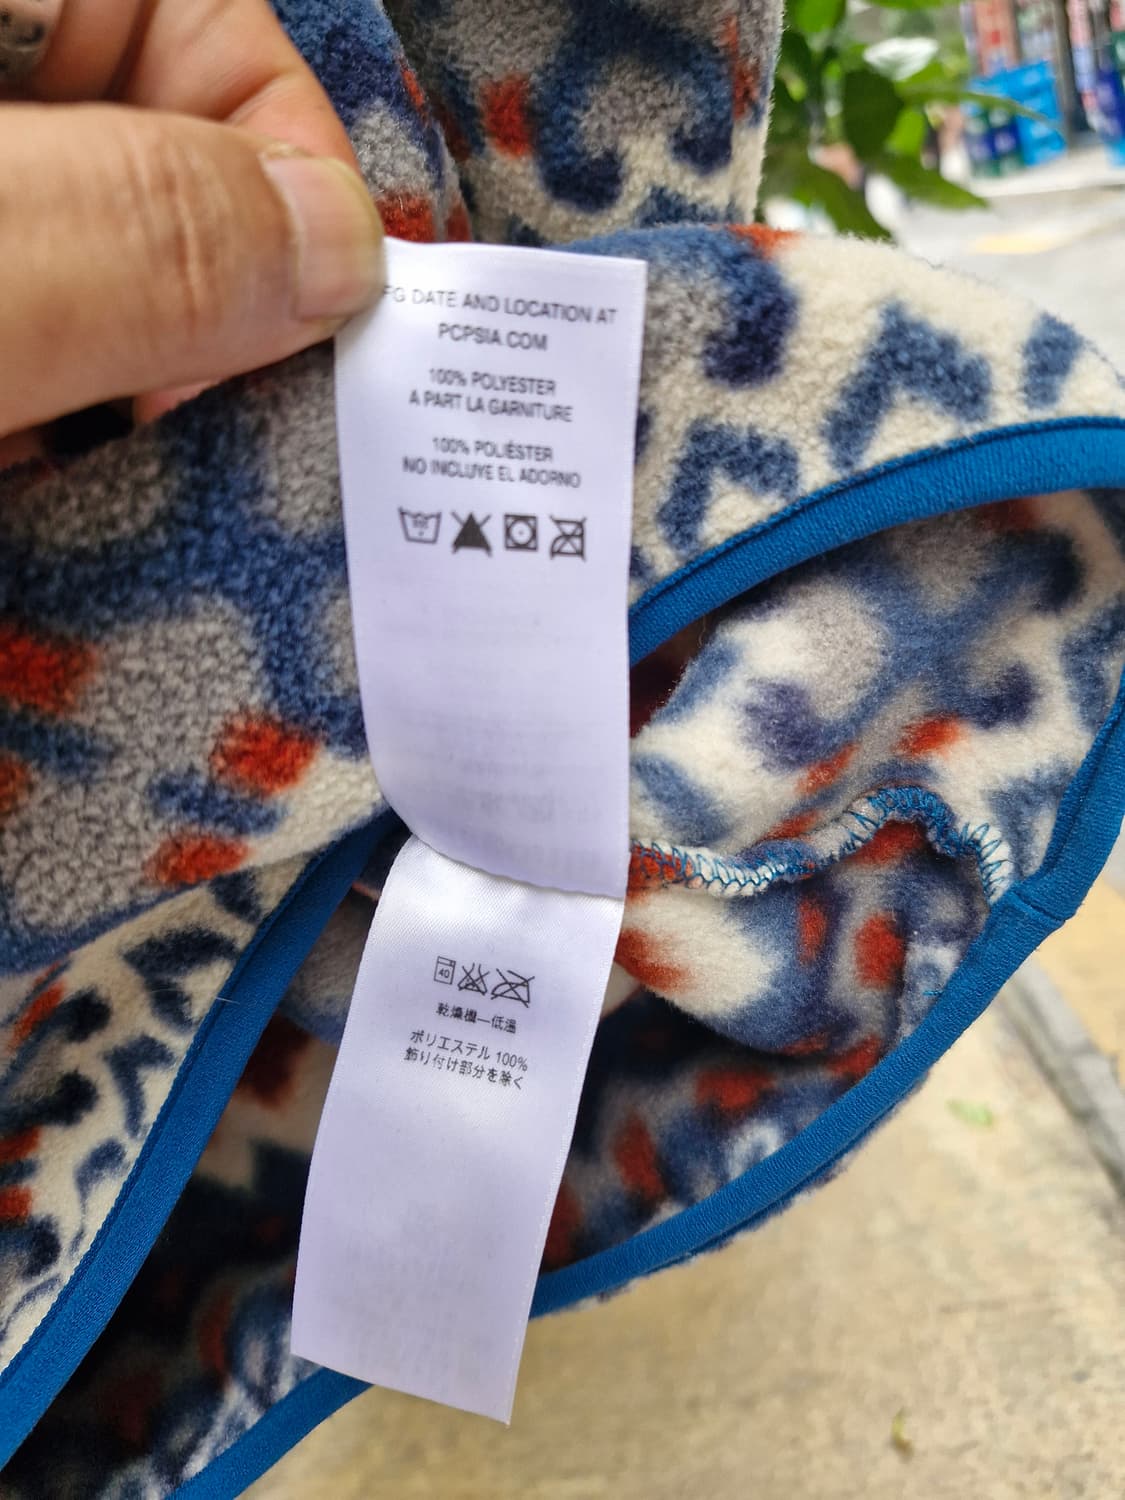 FG DATE AND LOCATION AT
PCPSIA.COM
100% POLYESTER
A PART LA GARNITURE
100% POLIÉSTER
NO INCLUYE EL ADORNO
40
乾燥機—低温
ポリエステル 100%
飾り付け部分を除く